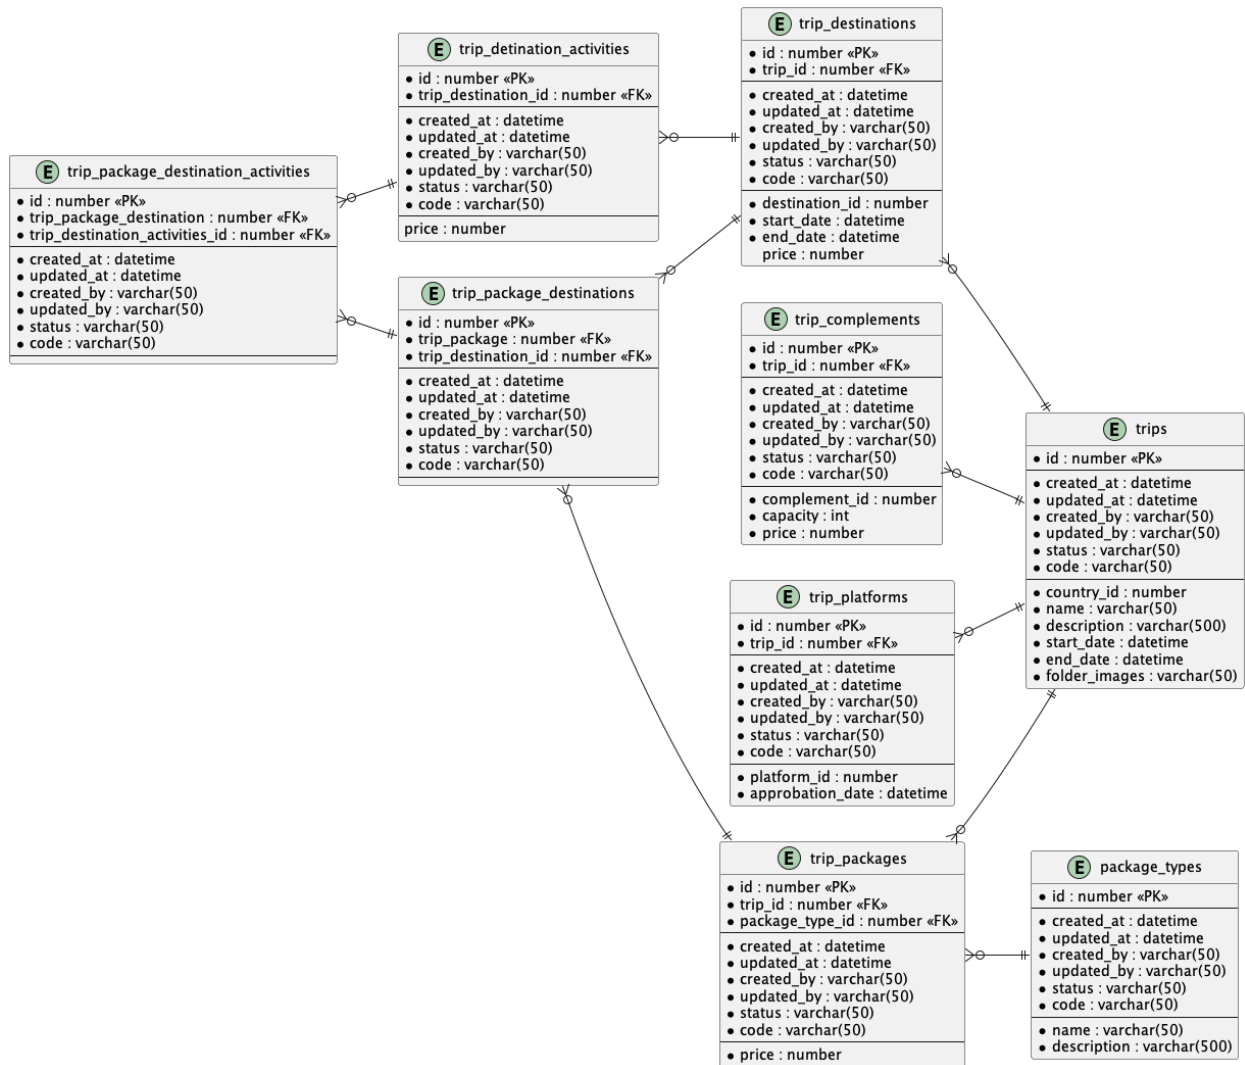 E trip_destinations
• id : number «PK»
• trip_id : number «FK»
• created_at : datetime
• updated_at : datetime
• created_by : varchar(50)
• updated_by : varchar(50)
• status : varchar(50)
• code : varchar(50)
• destination_id : number
• start_date : datetime
• end_date : datetime
price : number
E trip_detination_activities
• id : number «PK»
• trip_destination_id : number «FK»
• created_at : datetime
• updated_at : datetime
• created_by : varchar(50)
• updated_by : varchar(50)
• status : varchar(50)
• code : varchar(50)
price : number
E trip_package_destination_activities
• id : number «PK»
• trip_package_destination : number «FK»
• trip_destination_activities_id : number «FK»
• created_at : datetime
• updated_at : datetime
• created_by : varchar(50)
• updated_by : varchar(50)
• status : varchar(50)
• code : varchar(50)
E trip_package_destinations
• id : number «PK»
• trip_package : number «FK»
• trip_destination_id : number «FK»
• created_at : datetime
• updated_at : datetime
• created_by : varchar(50)
• updated_by : varchar(50)
• status : varchar(50)
• code : varchar(50)
E trip_complements
• id : number «PK»
• trip_id : number «FK»
• created_at : datetime
• updated_at : datetime
• created_by : varchar(50)
• updated_by : varchar(50)
• status : varchar(50)
• code : varchar(50)
• complement_id : number
• capacity : int
• price : number
E trips
• id : number «PK»
• created_at : datetime
• updated_at : datetime
• created_by : varchar(50)
• updated_by : varchar(50)
• status : varchar(50)
• code : varchar(50)
• country_id : number
• name : varchar(50)
• description : varchar(500)
• start_date : datetime
• end_date : datetime
• folder_images : varchar(50)
E trip_platforms
• id : number «PK»
• trip_id : number «FK»
• created_at : datetime
• updated_at : datetime
• created_by : varchar(50)
• updated_by : varchar(50)
• status : varchar(50)
• code : varchar(50)
• platform_id : number
• approbation_date : datetime
E trip_packages
• id : number «PK»
• trip_id : number «FK»
• package_type_id : number «FK»
• created_at : datetime
• updated_at : datetime
• created_by : varchar(50)
• updated_by : varchar(50)
• status : varchar(50)
• code : varchar(50)
• price : number
E package_types
• id : number «PK»
• created_at : datetime
• updated_at : datetime
• created_by : varchar(50)
• updated_by : varchar(50)
• status : varchar(50)
• code : varchar(50)
• name : varchar(50)
• description : varchar(500)